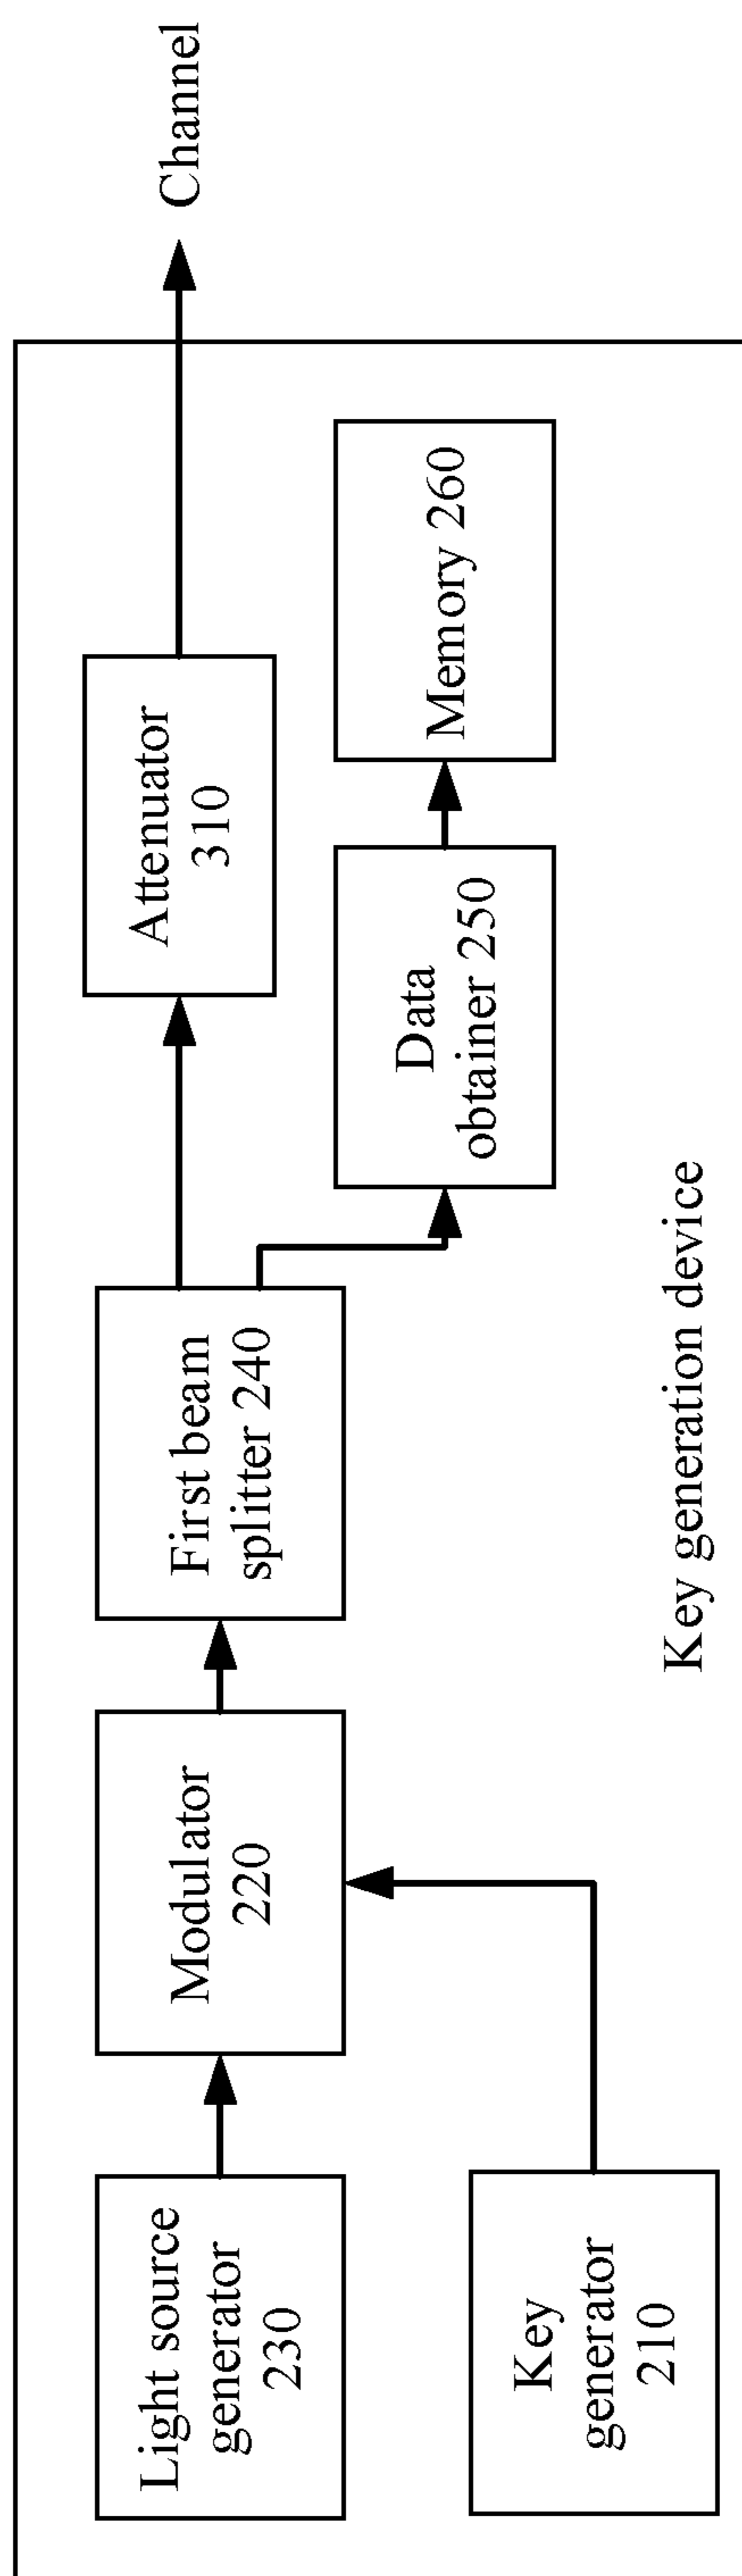 Light source
generator
230
Key
generator
210
Modulator
220
First beam
splitter 240
Attenuator
310
Data
obtainer 250
Memory 260
Channel
Key generation device